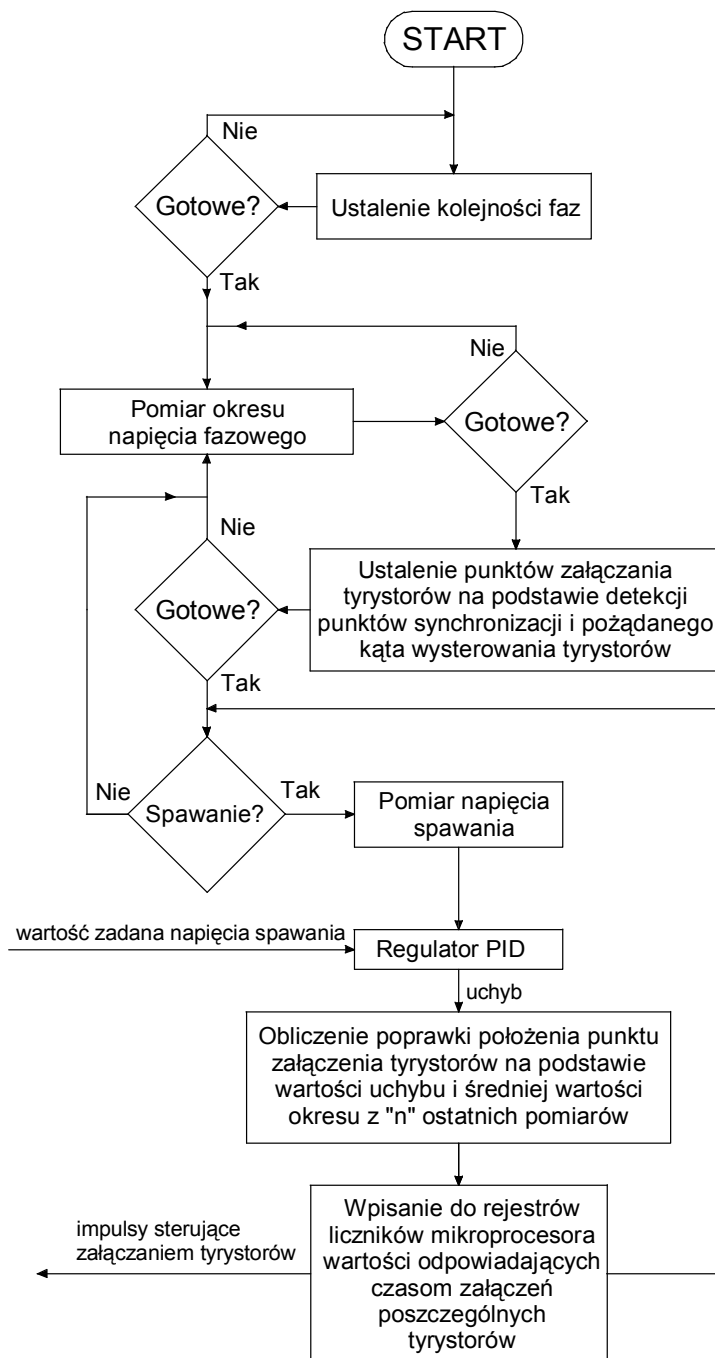 START
Nie
Gotowe?
Ustalenie kolejności faz
Tak
Nie
Pomiar okresu
napięcia fazowego
Gotowe?
Tak
Nie
Gotowe?
Ustalenie punktów załączania
tyrystorów na podstawie detekcji
punktów synchronizacji i pożądanego
kąta wysterowania tyrystorów
Tak
Nie
Spawanie?
Tak
Pomiar napięcia
spawania
wartość zadana napięcia spawania
Regulator PID
uchyb
Obliczenie poprawki położenia punktu
załączenia tyrystorów na podstawie
wartości uchybu i średniej wartości
okresu z "n" ostatnich pomiarów
impulsy sterujące
załączaniem tyrystorów
Wpisanie do rejestrów
liczników mikroprocesora
wartości odpowiadających
czasom załączeń
poszczególnych
tyrystorów